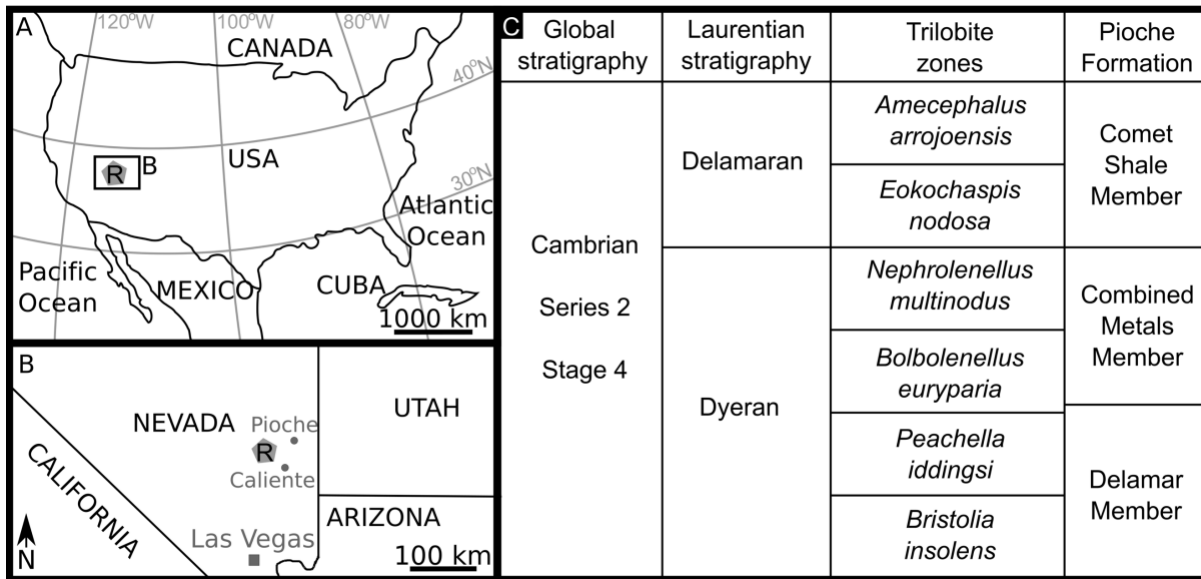 A
120°W
100°W
80°W
CANADA
40°N
USA
B
R
30°N
Atlantic
Ocean
Pacific
Ocean
MEXICO
CUBA
1000 km
B
NEVADA
UTAH
Pioche
R
Caliente
CALIFORNIA
ARIZONA
Las Vegas
N
100 km
C
Global
stratigraphy
Laurentian
stratigraphy
Trilobite
zones
Pioche
Formation
Cambrian
Series 2
Stage 4
Delamaran
Dyeran
Amecephalus
arrojoensis
Eokochaspis
nodosa
Nephrolenellus
multinodus
Bolbolenellus
euryparia
Peachella
iddingsi
Bristolia
insolens
Comet
Shale
Member
Combined
Metals
Member
Delamar
Member